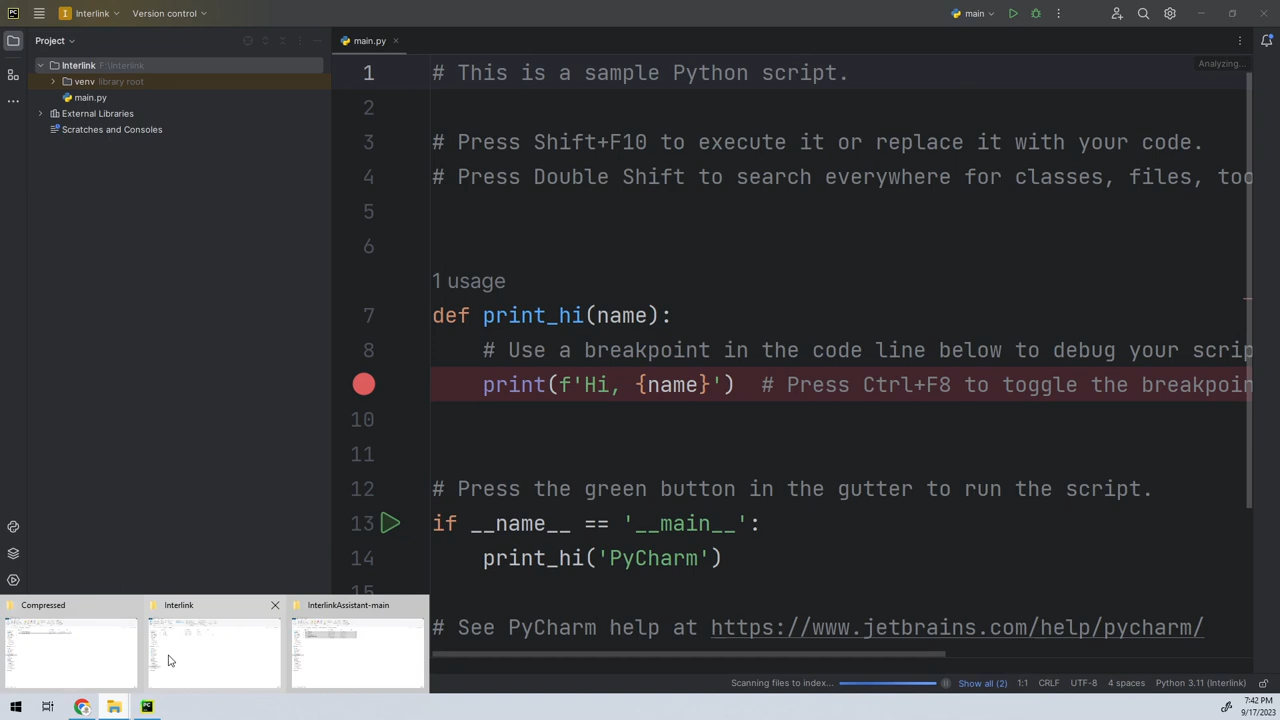 PC
I
Interlink
Version control
main
Project
main.py
Interlink F:\Interlink
venv library root
main.py
External Libraries
Scratches and Consoles
Analyzing...
1 # This is a sample Python script.
2
3 # Press Shift+F10 to execute it or replace it with your code.
4 # Press Double Shift to search everywhere for classes, files, too
5
6
1 usage
7 def print_hi(name):
8 # Use a breakpoint in the code line below to debug your scrip
print(f'Hi, {name}') # Press Ctrl+F8 to toggle the breakpoin
10
11
12 # Press the green button in the gutter to run the script.
13 if __name__ == '__main__':
14 print_hi('PyCharm')
15
# See PyCharm help at https://www.jetbrains.com/help/pycharm/
Compressed
Interlink
InterlinkAssistant-main
Scanning files to index...
Show all (2)
1:1
CRLF
UTF-8
4 spaces
Python 3.11 (Interlink)
PC
7:42 PM
9/17/2023